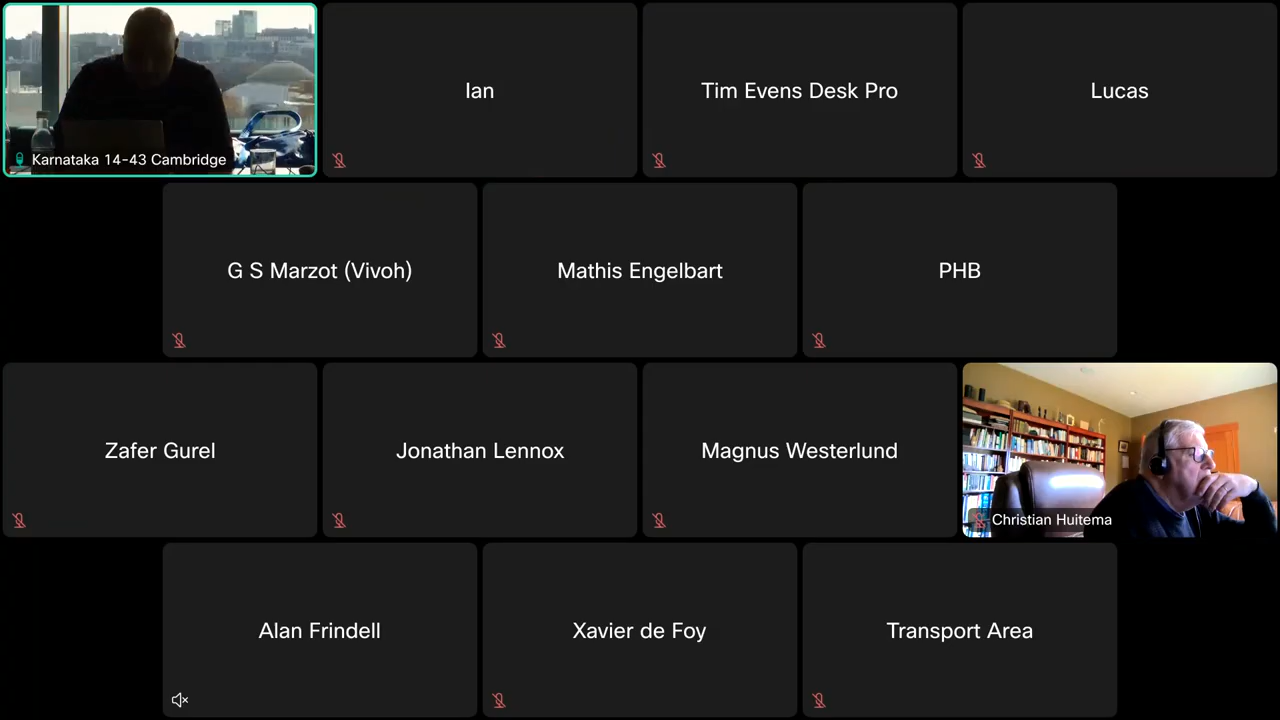 Karnataka 14-43 Cambridge
Ian
Tim Evens Desk Pro
Lucas
G S Marzot (Vivoh)
Mathis Engelbart
PHB
Zafer Gurel
Jonathan Lennox
Magnus Westerlund
Christian Huitema
Alan Frindell
Xavier de Foy
Transport Area